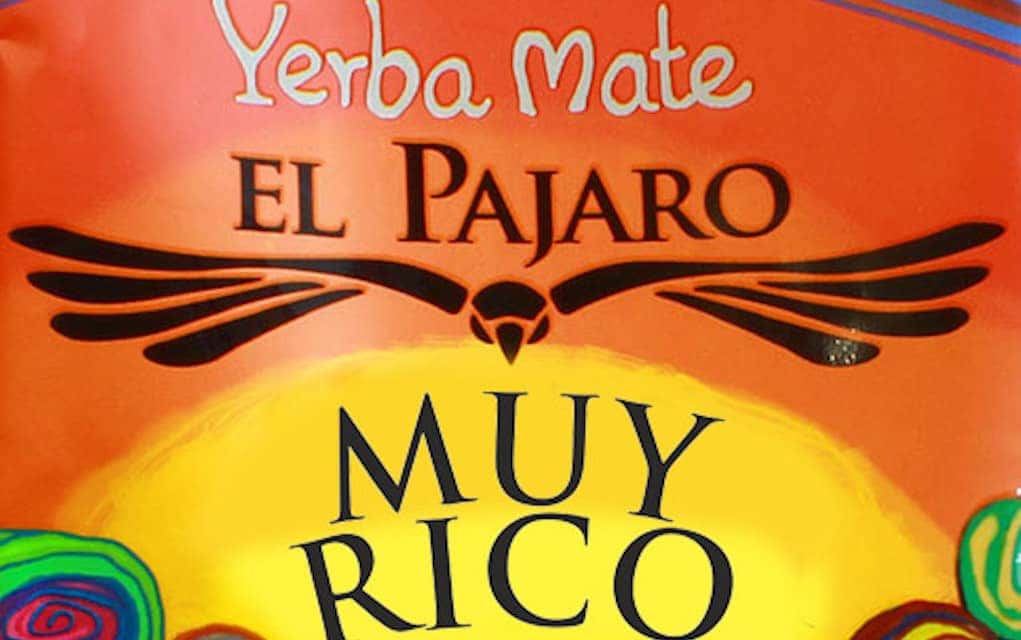 Yerba Mate
EL PAJARO
MUY
RICO